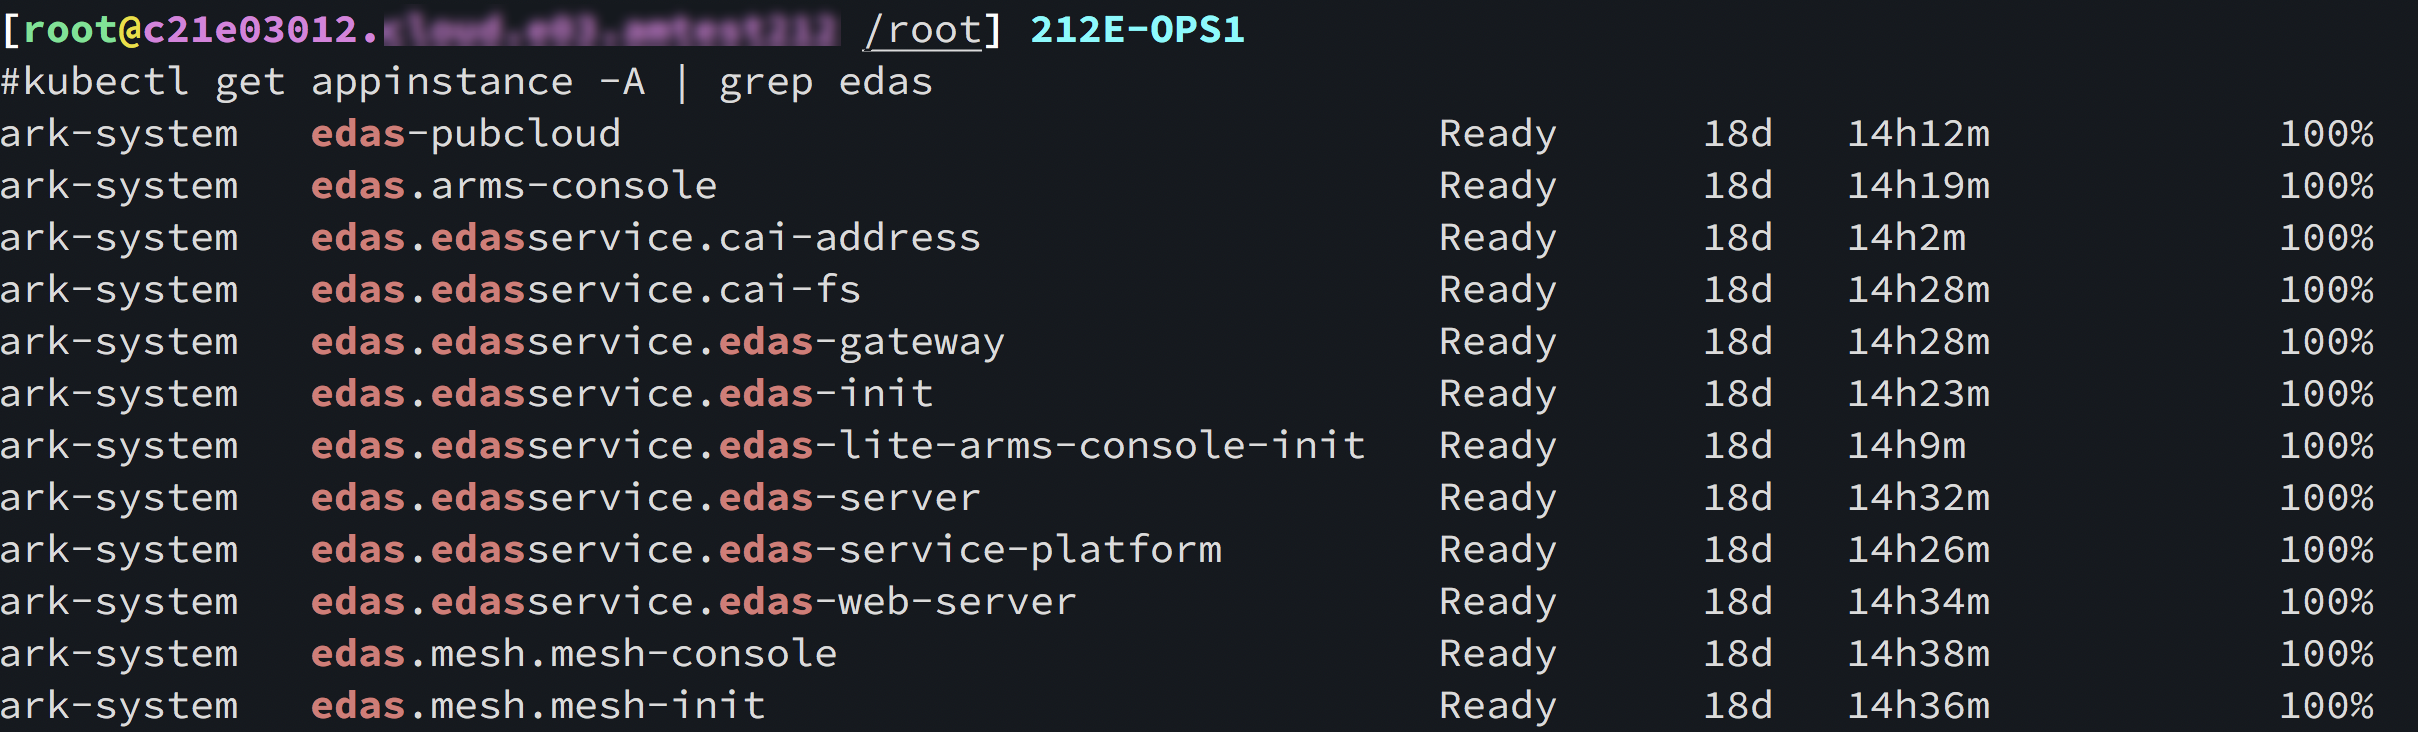 [root@c21e03012. /root] 212E-OPS1
#kubectl get appinstance -A | grep edas
ark-system edas-pubcloud Ready 18d 14h12m 100%
ark-system edas.arms-console Ready 18d 14h19m 100%
ark-system edas.edasservice.cai-address Ready 18d 14h2m 100%
ark-system edas.edasservice.cai-fs Ready 18d 14h28m 100%
ark-system edas.edasservice.edas-gateway Ready 18d 14h28m 100%
ark-system edas.edasservice.edas-init Ready 18d 14h23m 100%
ark-system edas.edasservice.edas-lite-arms-console-init Ready 18d 14h9m 100%
ark-system edas.edasservice.edas-server Ready 18d 14h32m 100%
ark-system edas.edasservice.edas-service-platform Ready 18d 14h26m 100%
ark-system edas.edasservice.edas-web-server Ready 18d 14h34m 100%
ark-system edas.mesh.mesh-console Ready 18d 14h38m 100%
ark-system edas.mesh.mesh-init Ready 18d 14h36m 100%